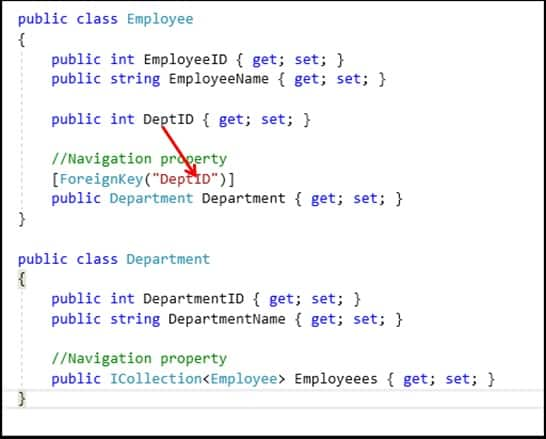 public class Employee
{
public int EmployeeID { get; set; }
public string EmployeeName { get; set; }
public int DeptID { get; set; }
//Navigation property
[ForeignKey("DeptID")]
public Department Department { get; set; }
}
public class Department
{
public int DepartmentID { get; set; }
public string DepartmentName { get; set; }
//Navigation property
public ICollection<Employee> Employeees { get; set; }
}